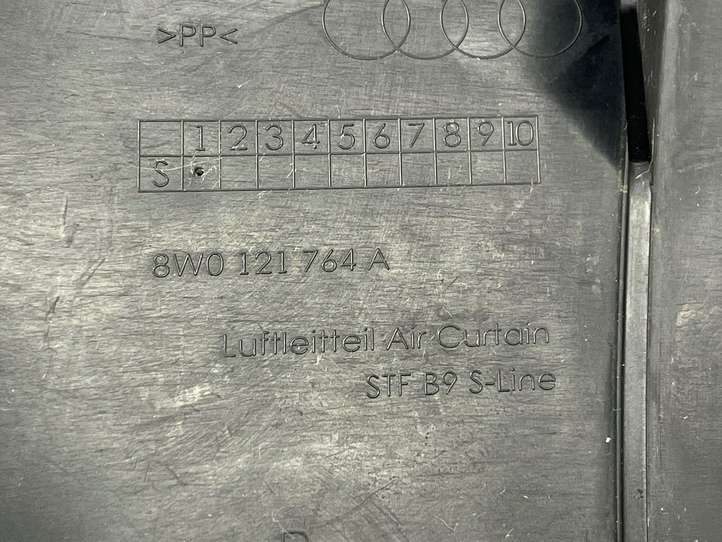 >PP<
1 2 3 4 5 6 7 8 9 10
S
8W0 121 764 A
Luftleitteil Air Curtain
STF B9 S-Line